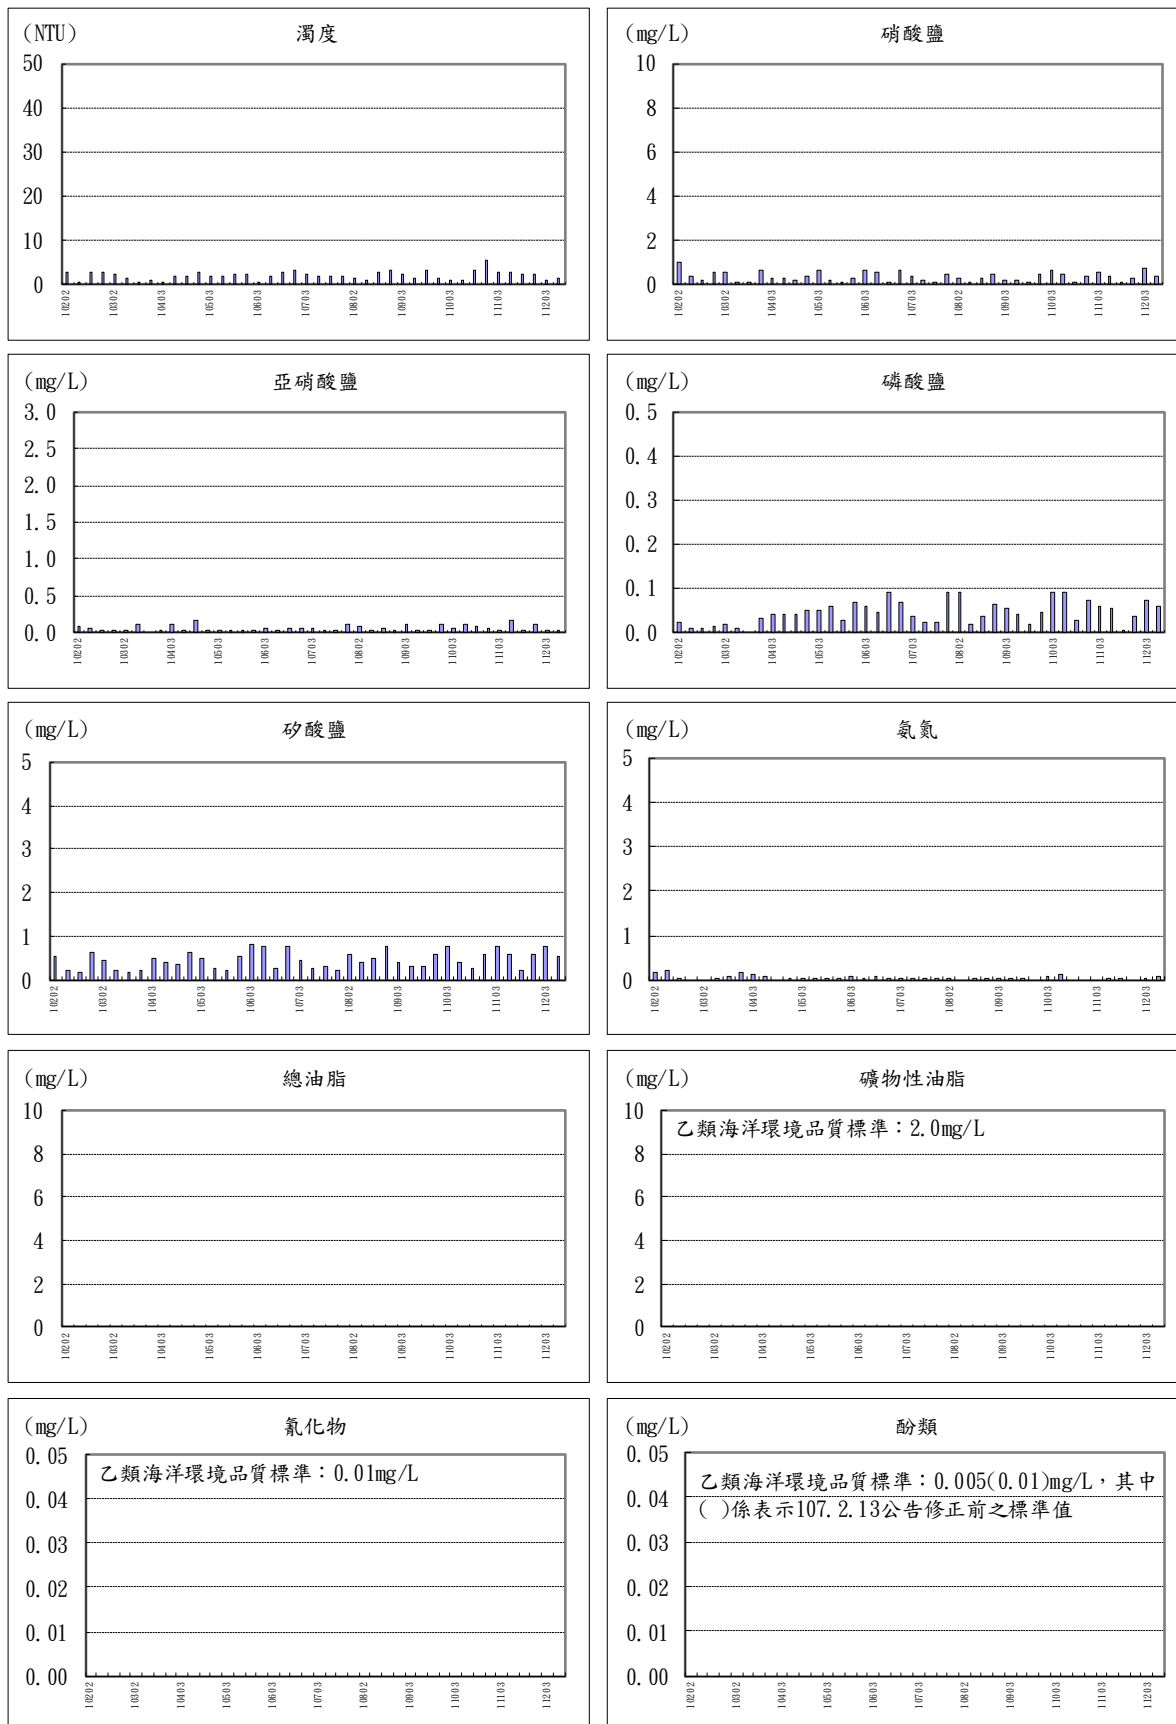 (NTU) 濁度
50
40
30
20
10
0
10202 10302 10403 10503 10603 10703 10802 10903 11003 11103 11203
(mg/L) 硝酸鹽
10
8
6
4
2
0
10202 10302 10403 10503 10603 10703 10802 10903 11003 11103 11203
(mg/L) 亞硝酸鹽
3.0
2.5
2.0
1.5
1.0
0.5
0.0
10202 10302 10403 10503 10603 10703 10802 10903 11003 11103 11203
(mg/L) 磷酸鹽
0.5
0.4
0.3
0.2
0.1
0.0
10202 10302 10403 10503 10603 10703 10802 10903 11003 11103 11203
(mg/L) 矽酸鹽
5
4
3
2
1
0
10202 10302 10403 10503 10603 10703 10802 10903 11003 11103 11203
(mg/L) 氨氮
5
4
3
2
1
0
10202 10302 10403 10503 10603 10703 10802 10903 11003 11103 11203
(mg/L) 總油脂
10
8
6
4
2
0
10202 10302 10403 10503 10603 10703 10802 10903 11003 11103 11203
(mg/L) 礦物性油脂
10
8
6
4
2
0
乙類海洋環境品質標準：2.0mg/L
10202 10302 10403 10503 10603 10703 10802 10903 11003 11103 11203
(mg/L) 氰化物
0.05
0.04
0.03
0.02
0.01
0.00
乙類海洋環境品質標準：0.01mg/L
10202 10302 10403 10503 10603 10703 10802 10903 11003 11103 11203
(mg/L) 酚類
0.05
0.04
0.03
0.02
0.01
0.00
乙類海洋環境品質標準：0.005(0.01)mg/L，其中
( )係表示107.2.13公告修正前之標準值
10202 10302 10403 10503 10603 10703 10802 10903 11003 11103 11203